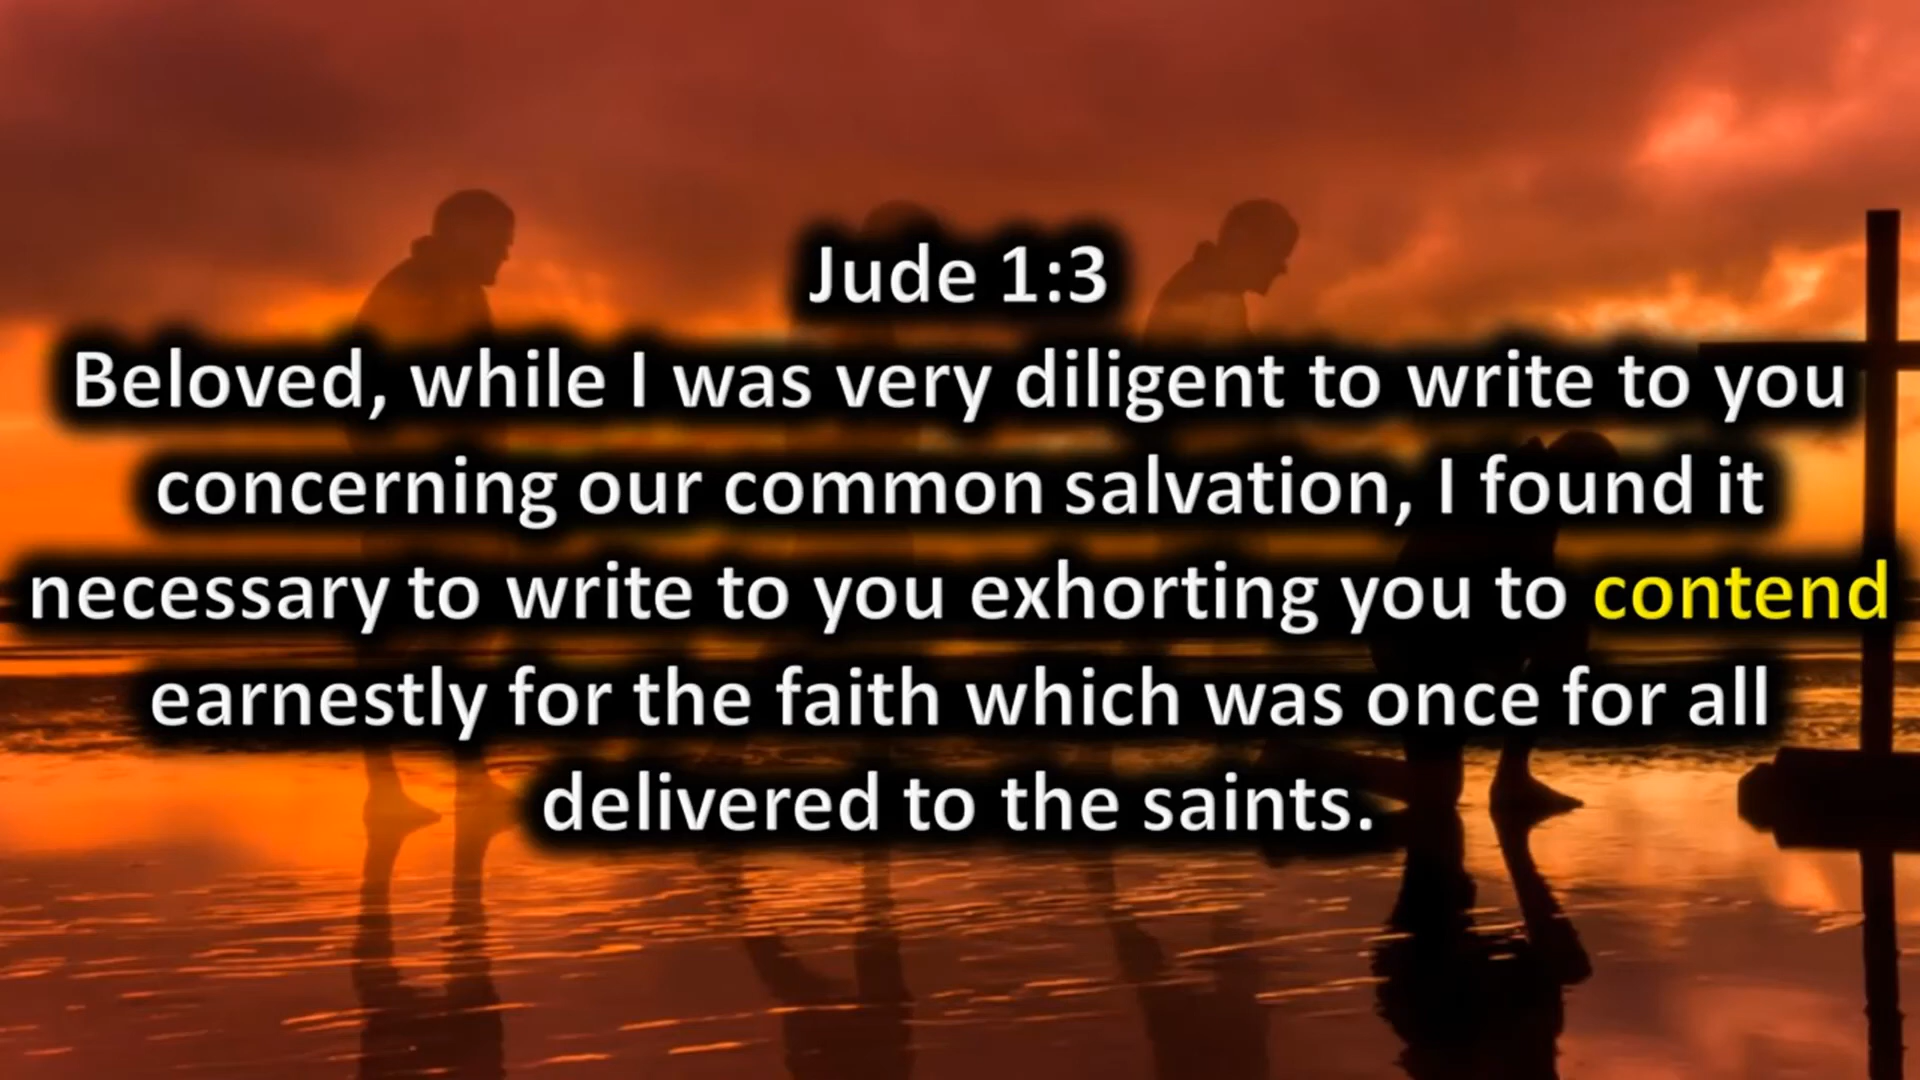 Jude 1:3
Beloved, while I was very diligent to write to you
concerning our common salvation, I found it
necessary to write to you exhorting you to contend
earnestly for the faith which was once for all
delivered to the saints.